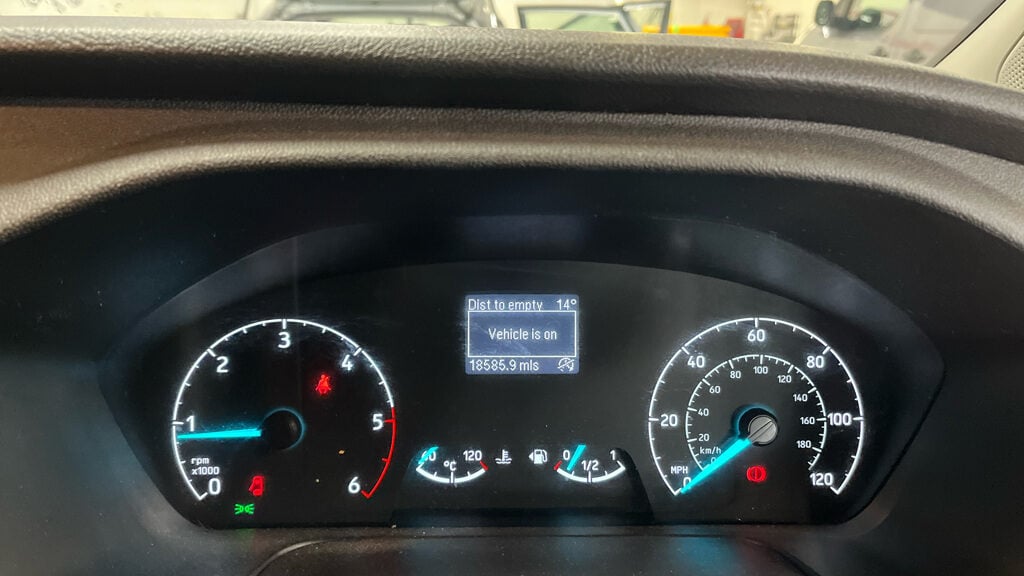 Dist to empty 14°
Vehicle is on
18585.9 mls
0 1 2 3 4 5 6
rpm
x1000
60 120
°C
0 1/2 1
0 20 40 60 80 100 120
MPH
0 20 40 60 80 100 120 140 160 180
km/h